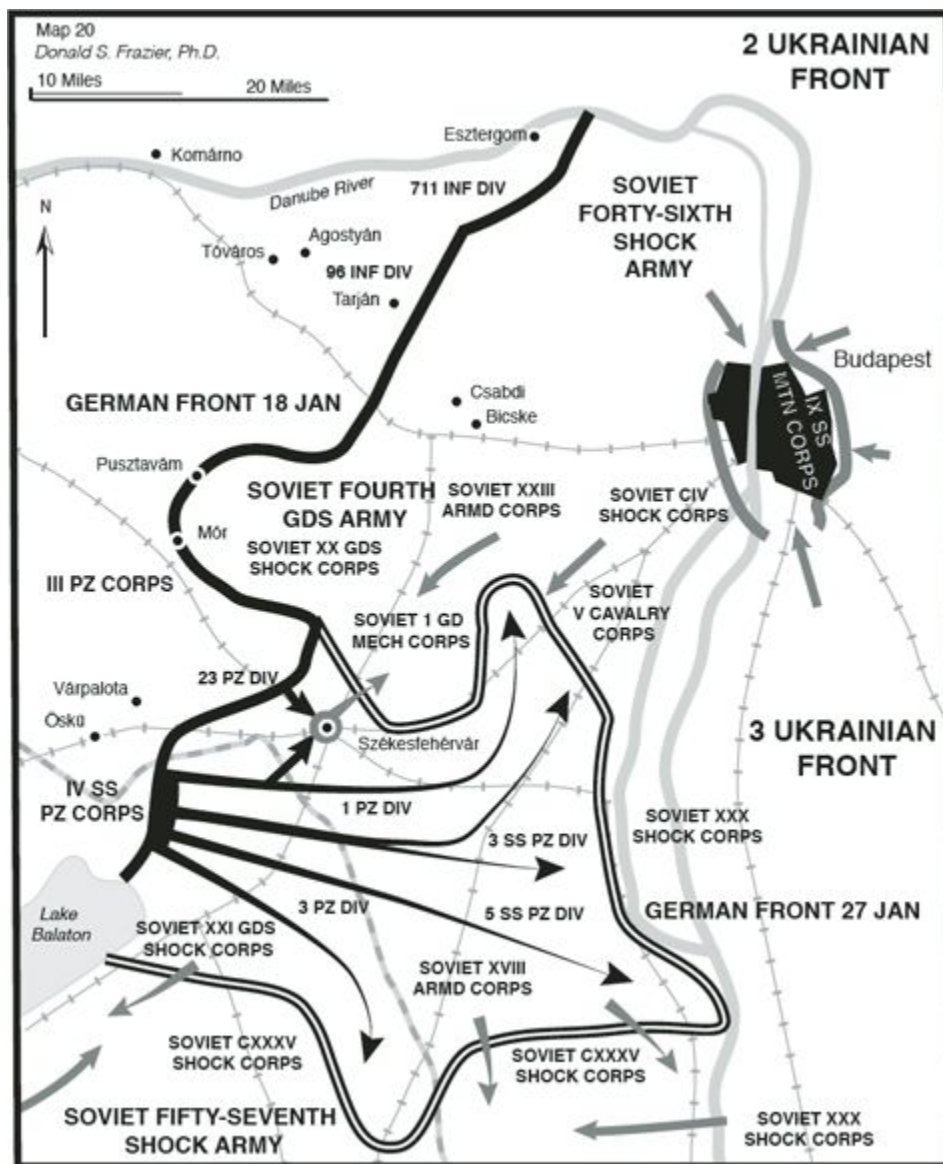 Map 20
Donald S. Frazier, Ph.D.
10 Miles
20 Miles
2 UKRAINIAN
FRONT
Komárno
Esztergom
Danube River
711 INF DIV
SOVIET
FORTY-SIXTH
SHOCK
ARMY
N
Agostyán
Tóváros
96 INF DIV
Tarján
Budapest
IX SS
MTN CORPS
GERMAN FRONT 18 JAN
Csabdi
Bicske
Pusztavám
SOVIET FOURTH
GDS ARMY
SOVIET XXIII
ARMD CORPS
SOVIET CIV
SHOCK CORPS
Mór
SOVIET XX GDS
SHOCK CORPS
III PZ CORPS
SOVIET 1 GD
MECH CORPS
SOVIET
V CAVALRY
CORPS
23 PZ DIV
Várpalota
Öskü
Székesfehérvár
3 UKRAINIAN
FRONT
IV SS
PZ CORPS
1 PZ DIV
SOVIET XXX
SHOCK CORPS
3 SS PZ DIV
3 PZ DIV
5 SS PZ DIV
GERMAN FRONT 27 JAN
Lake
Balaton
SOVIET XXI GDS
SHOCK CORPS
SOVIET XVIII
ARMD CORPS
SOVIET CXXXV
SHOCK CORPS
SOVIET CXXXV
SHOCK CORPS
SOVIET FIFTY-SEVENTH
SHOCK ARMY
SOVIET XXX
SHOCK CORPS